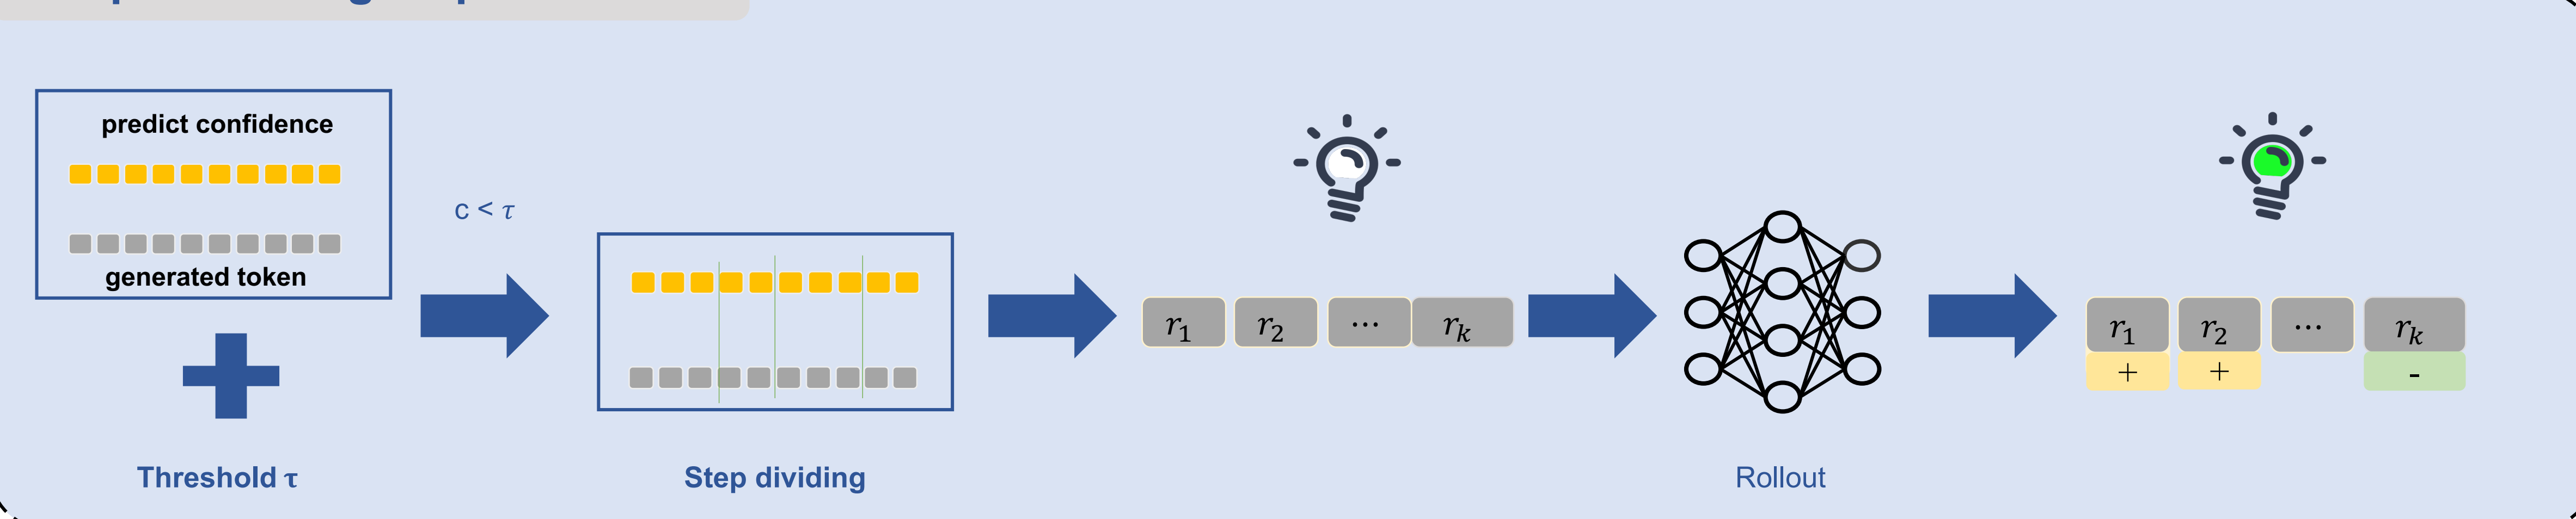 predict confidence
generated token
Threshold τ
c < τ
Step dividing
r₁ r₂ ... rₖ
Rollout
r₁ r₂ ... rₖ
+ + -